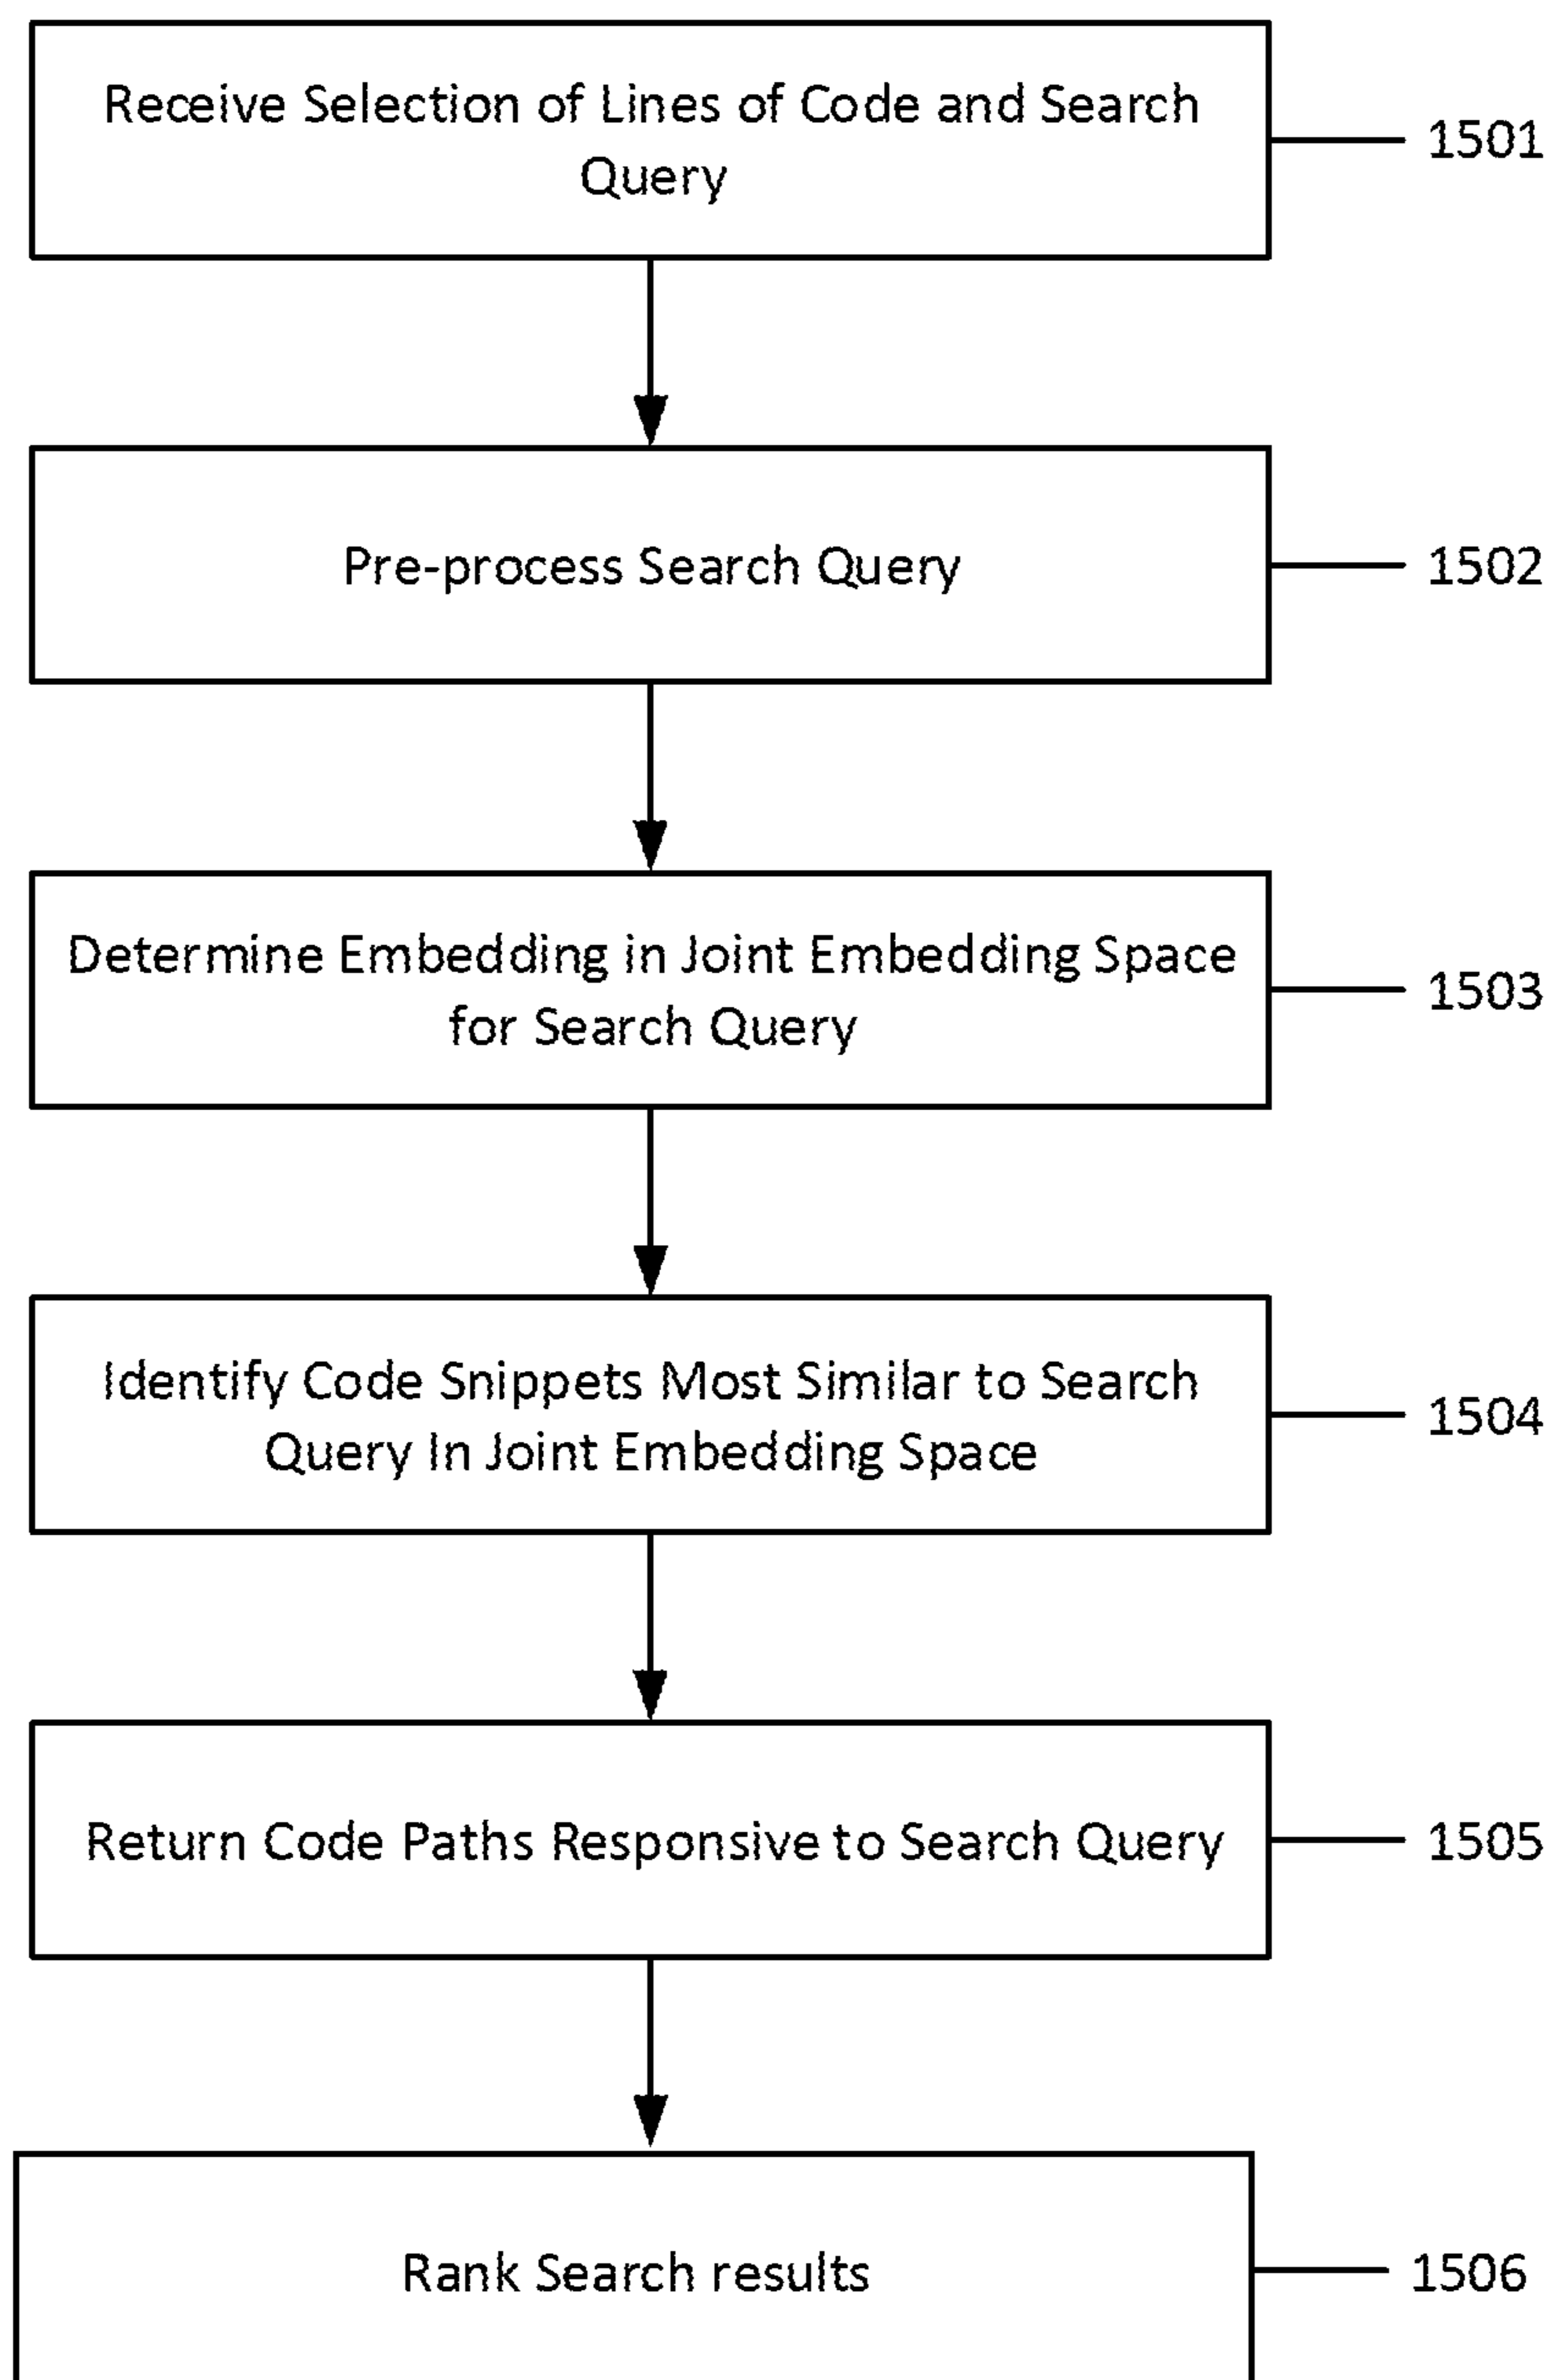 Receive Selection of Lines of Code and Search
Query
1501
Pre-process Search Query
1502
Determine Embedding in Joint Embedding Space
for Search Query
1503
Identify Code Snippets Most Similar to Search
Query In Joint Embedding Space
1504
Return Code Paths Responsive to Search Query
1505
Rank Search results
1506